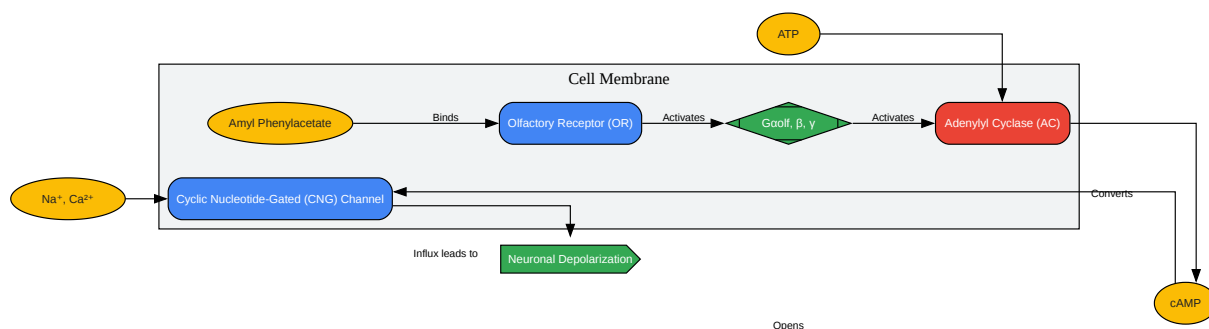 ATP
Cell Membrane
Amyl Phenylacetate
Binds
Olfactory Receptor (OR)
Activates
Gαolf, β, γ
Activates
Adenylyl Cyclase (AC)
Na⁺, Ca²⁺
Cyclic Nucleotide-Gated (CNG) Channel
Converts
Influx leads to
Neuronal Depolarization
cAMP
Opens